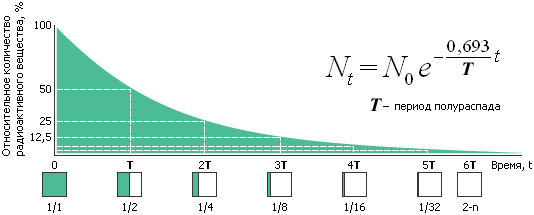 Относительное количество
радиоактивного вещества, %
100
50
25
12,5
N_t = N_0 e^{-\frac{0,693}{T}t}
T – период полураспада
0 T 2T 3T 4T 5T 6T Время, t
1/1 1/2 1/4 1/8 1/16 1/32 2-n